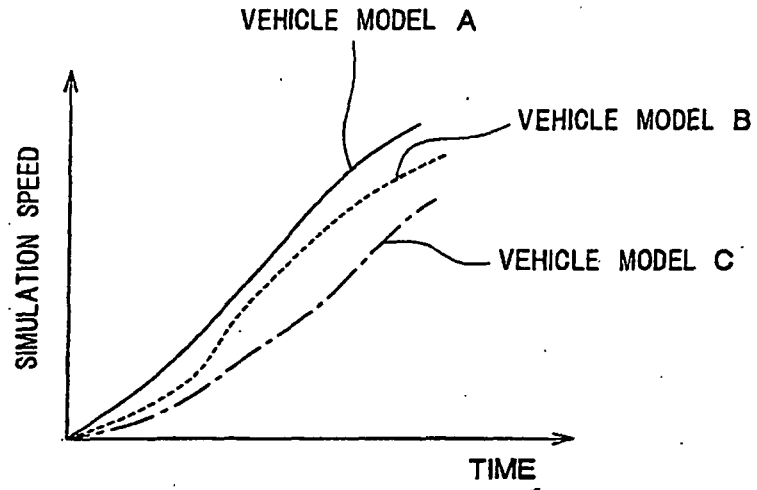 VEHICLE MODEL A
VEHICLE MODEL B
VEHICLE MODEL C
SIMULATION SPEED
TIME